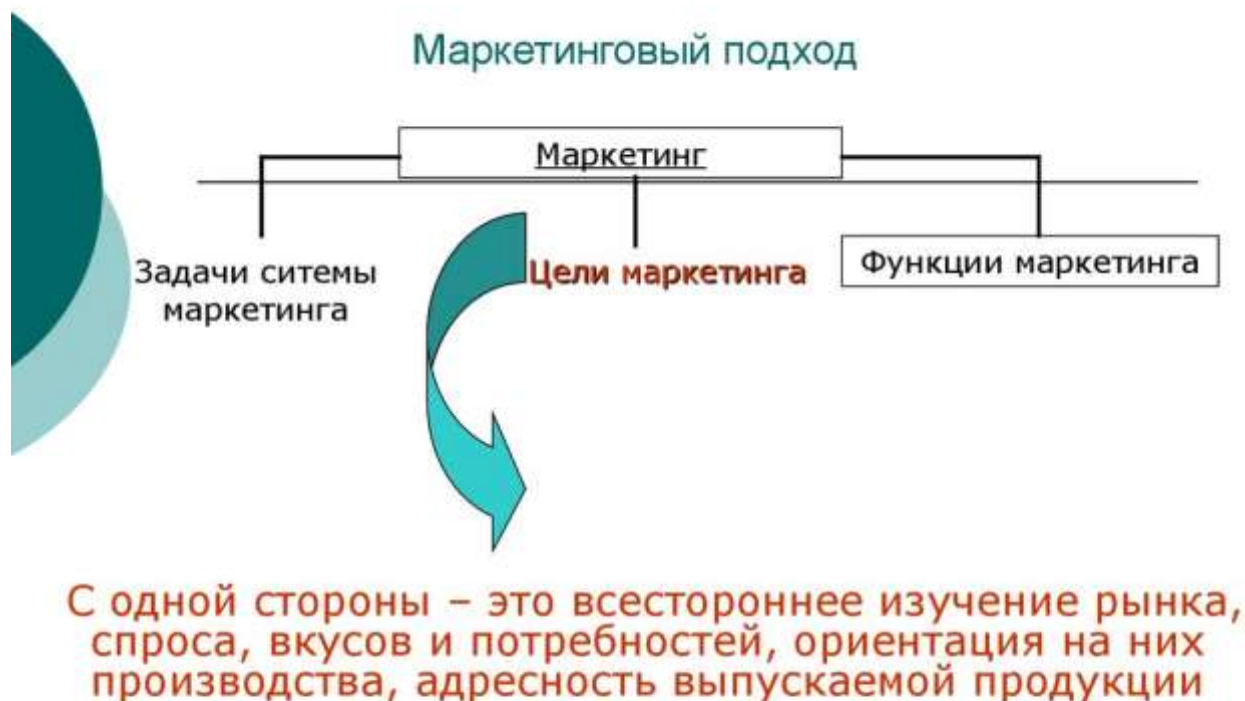 Маркетинговый подход
Маркетинг
Задачи ситемы
маркетинга
Цели маркетинга
Функции маркетинга
С одной стороны – это всестороннее изучение рынка,
спроса, вкусов и потребностей, ориентация на них
производства, адресность выпускаемой продукции